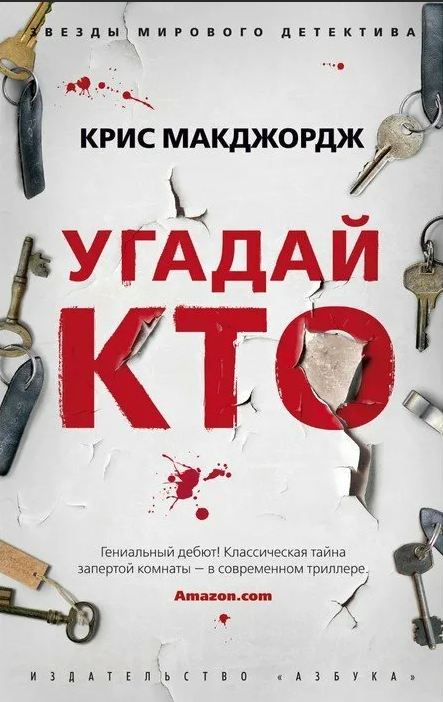 ЗВЕЗДЫ МИРОВОГО ДЕТЕКТИВА
КРИС МАКДЖОРДЖ
УГАДАЙ
КТО
Гениальный дебют! Классическая тайна
запертой комнаты — в современном триллере.
Amazon.com
ИЗДАТЕЛЬСТВО «АЗБУКА»